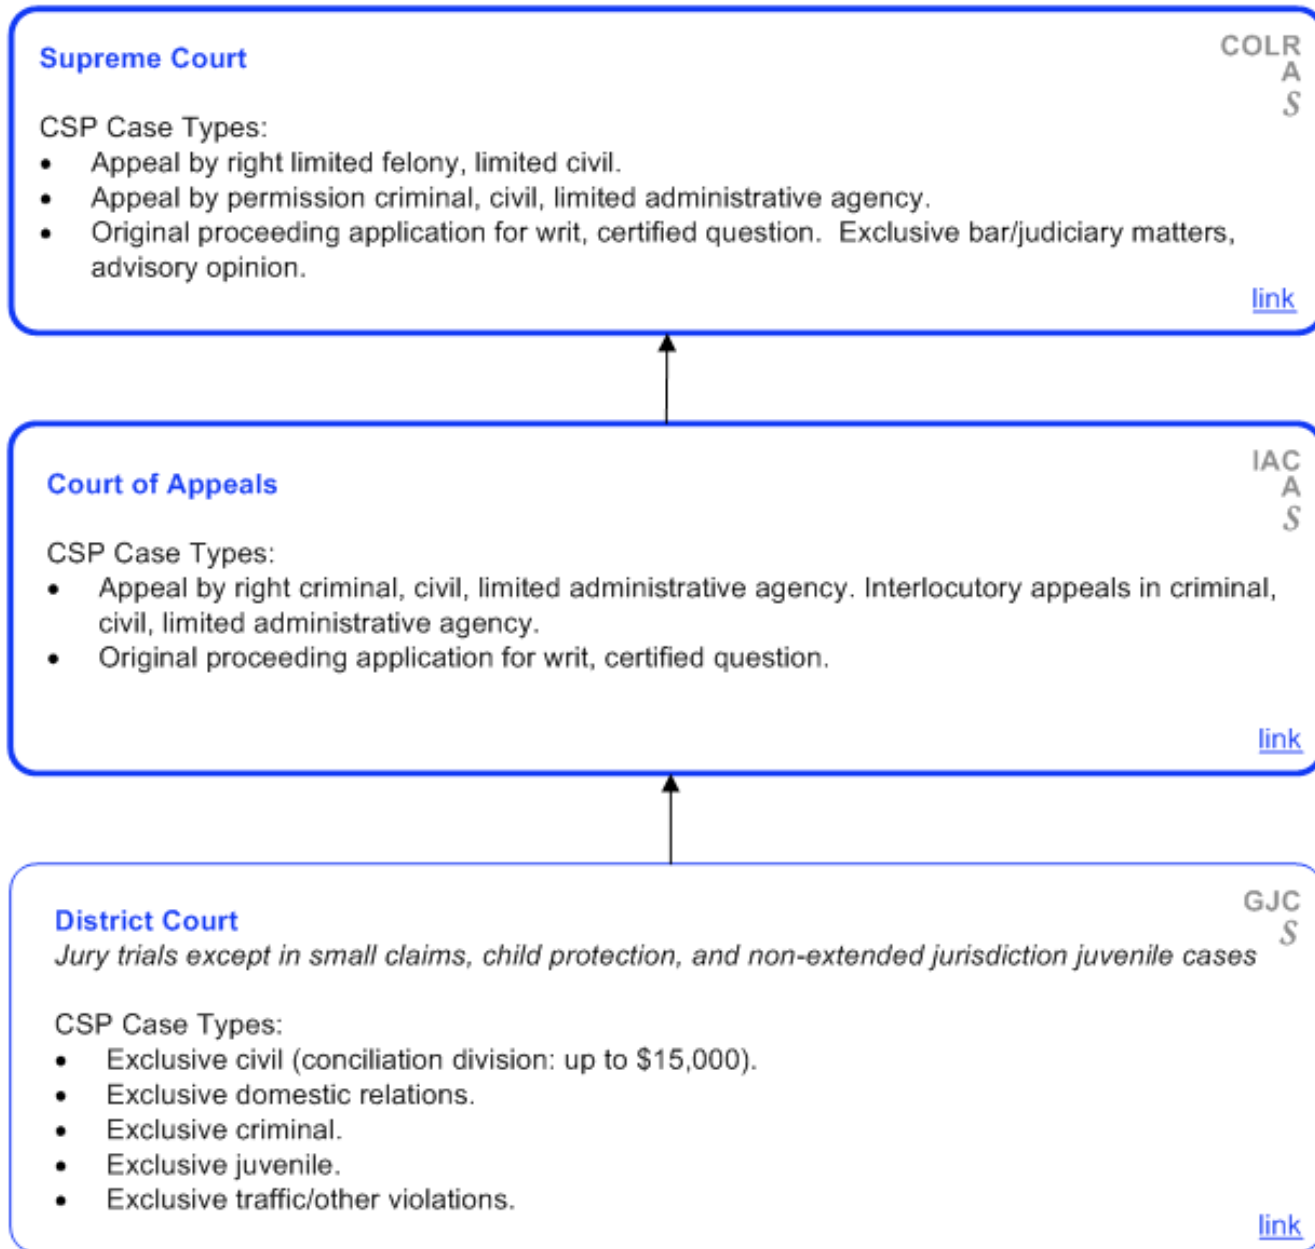 Supreme Court
COLR
A
S
CSP Case Types:
• Appeal by right limited felony, limited civil.
• Appeal by permission criminal, civil, limited administrative agency.
• Original proceeding application for writ, certified question.  Exclusive bar/judiciary matters,
advisory opinion.
link
Court of Appeals
IAC
A
S
CSP Case Types:
• Appeal by right criminal, civil, limited administrative agency. Interlocutory appeals in criminal,
civil, limited administrative agency.
• Original proceeding application for writ, certified question.
link
District Court
GJC
S
Jury trials except in small claims, child protection, and non-extended jurisdiction juvenile cases
CSP Case Types:
• Exclusive civil (conciliation division: up to $15,000).
• Exclusive domestic relations.
• Exclusive criminal.
• Exclusive juvenile.
• Exclusive traffic/other violations.
link